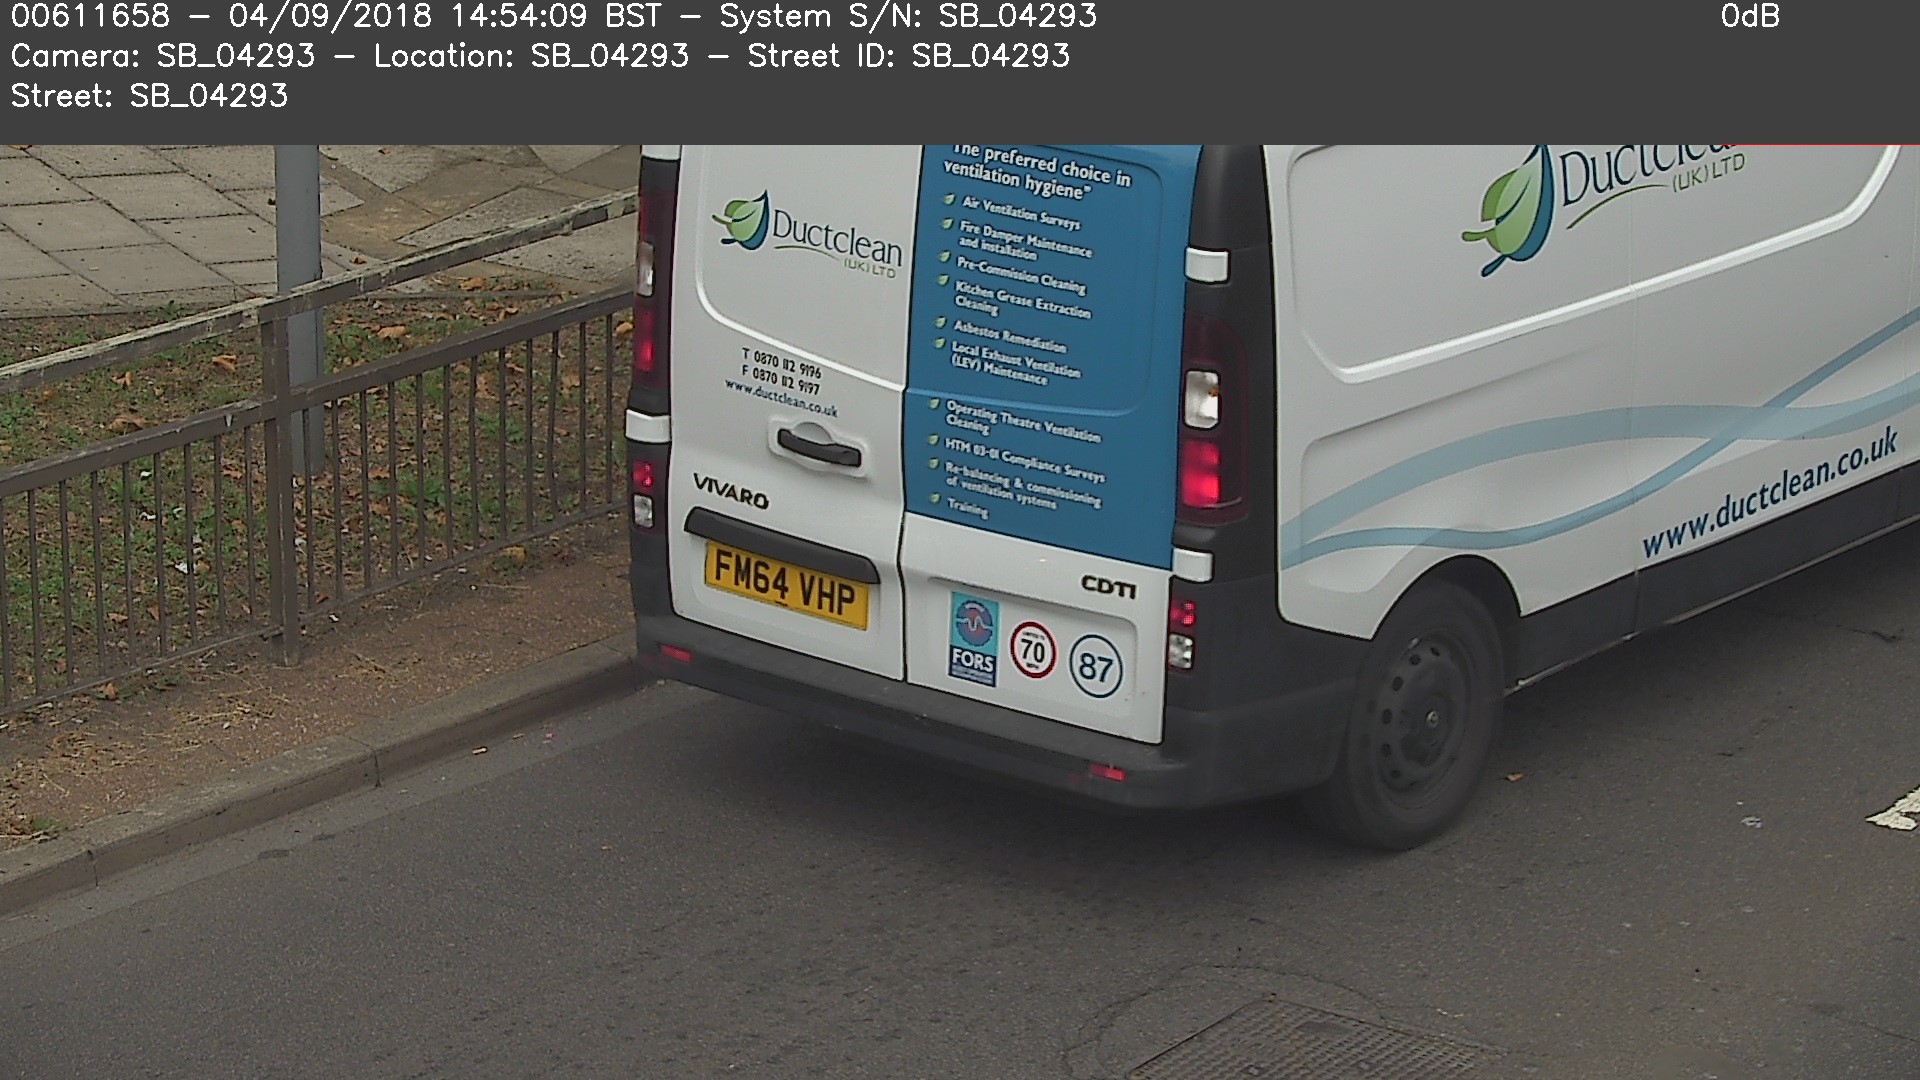 00611658 – 04/09/2018 14:54:09 BST – System S/N: SB_04293
0dB
Camera: SB_04293 – Location: SB_04293 – Street ID: SB_04293
Street: SB_04293
The preferred choice in
ventilation hygiene"
Air Ventilation Surveys
Fire Damper Maintenance
and installation
Pre-Commission Cleaning
Kitchen Grease Extraction
Cleaning
Asbestos Remediation
Local Exhaust Ventilation
(LEV) Maintenance
Operating Theatre Ventilation
Cleaning
HTM 03-01 Compliance Surveys
Re-balancing & commissioning
of ventilation systems
Training
Ductclean
(UK) LTD
T 0870 112 9196
F 0870 112 9197
www.ductclean.co.uk
VIVARO
FM64 VHP
CDTI
FORS
70
87
Ductclea
(UK) LTD
www.ductclean.co.uk